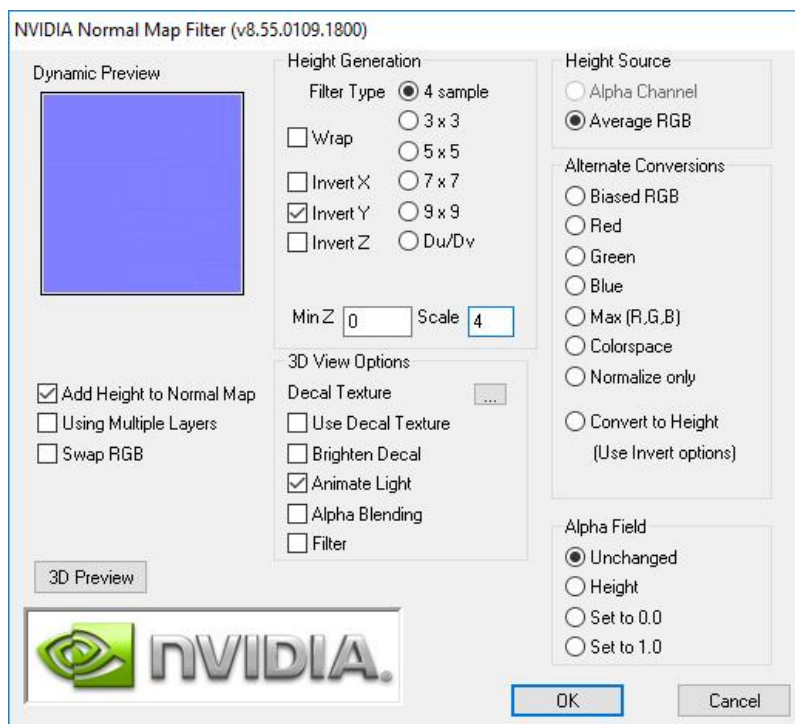 NVIDIA Normal Map Filter (v8.55.0109.1800)
Dynamic Preview
Add Height to Normal Map
Using Multiple Layers
Swap RGB
3D Preview
nVIDIA.
Height Generation
Filter Type
4 sample
3 x 3
Wrap
5 x 5
Invert X
7 x 7
Invert Y
9 x 9
Invert Z
Du/Dv
Min Z 0 Scale 4
3D View Options
Decal Texture ...
Use Decal Texture
Brighten Decal
Animate Light
Alpha Blending
Filter
Height Source
Alpha Channel
Average RGB
Alternate Conversions
Biased RGB
Red
Green
Blue
Max (R,G,B)
Colorspace
Normalize only
Convert to Height
(Use Invert options)
Alpha Field
Unchanged
Height
Set to 0.0
Set to 1.0
OK
Cancel